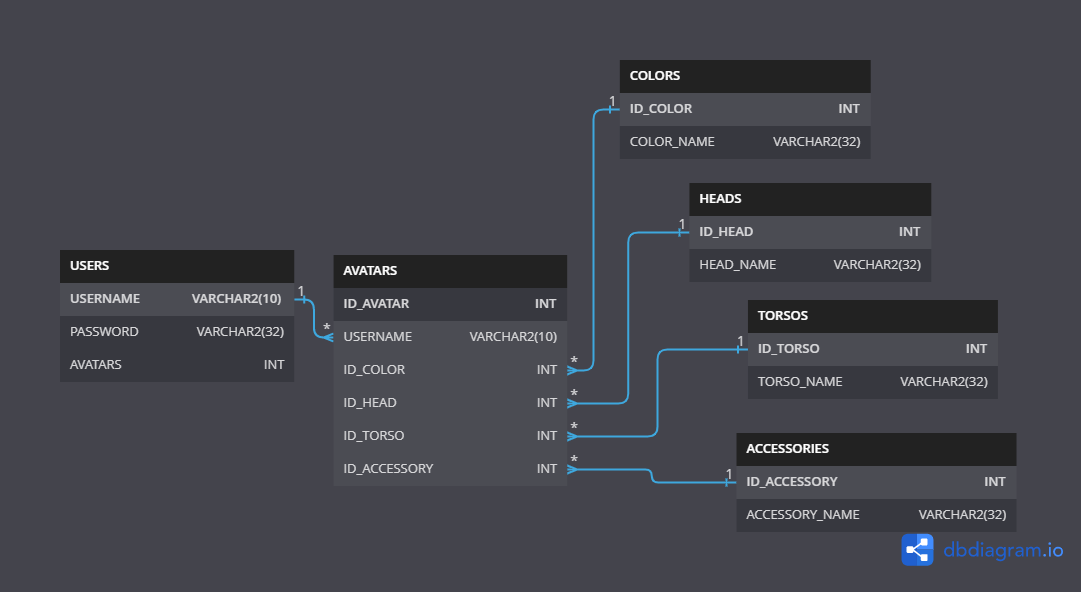 COLORS
1
ID_COLOR INT
COLOR_NAME VARCHAR2(32)
HEADS
1
ID_HEAD INT
HEAD_NAME VARCHAR2(32)
USERS
USERNAME VARCHAR2(10)
1
PASSWORD VARCHAR2(32)
AVATARS INT
AVATARS
ID_AVATAR INT
*
USERNAME VARCHAR2(10)
ID_COLOR INT
*
ID_HEAD INT
*
ID_TORSO INT
*
ID_ACCESSORY INT
*
TORSOS
1
ID_TORSO INT
TORSO_NAME VARCHAR2(32)
ACCESSORIES
1
ID_ACCESSORY INT
ACCESSORY_NAME VARCHAR2(32)
dbdiagram.io